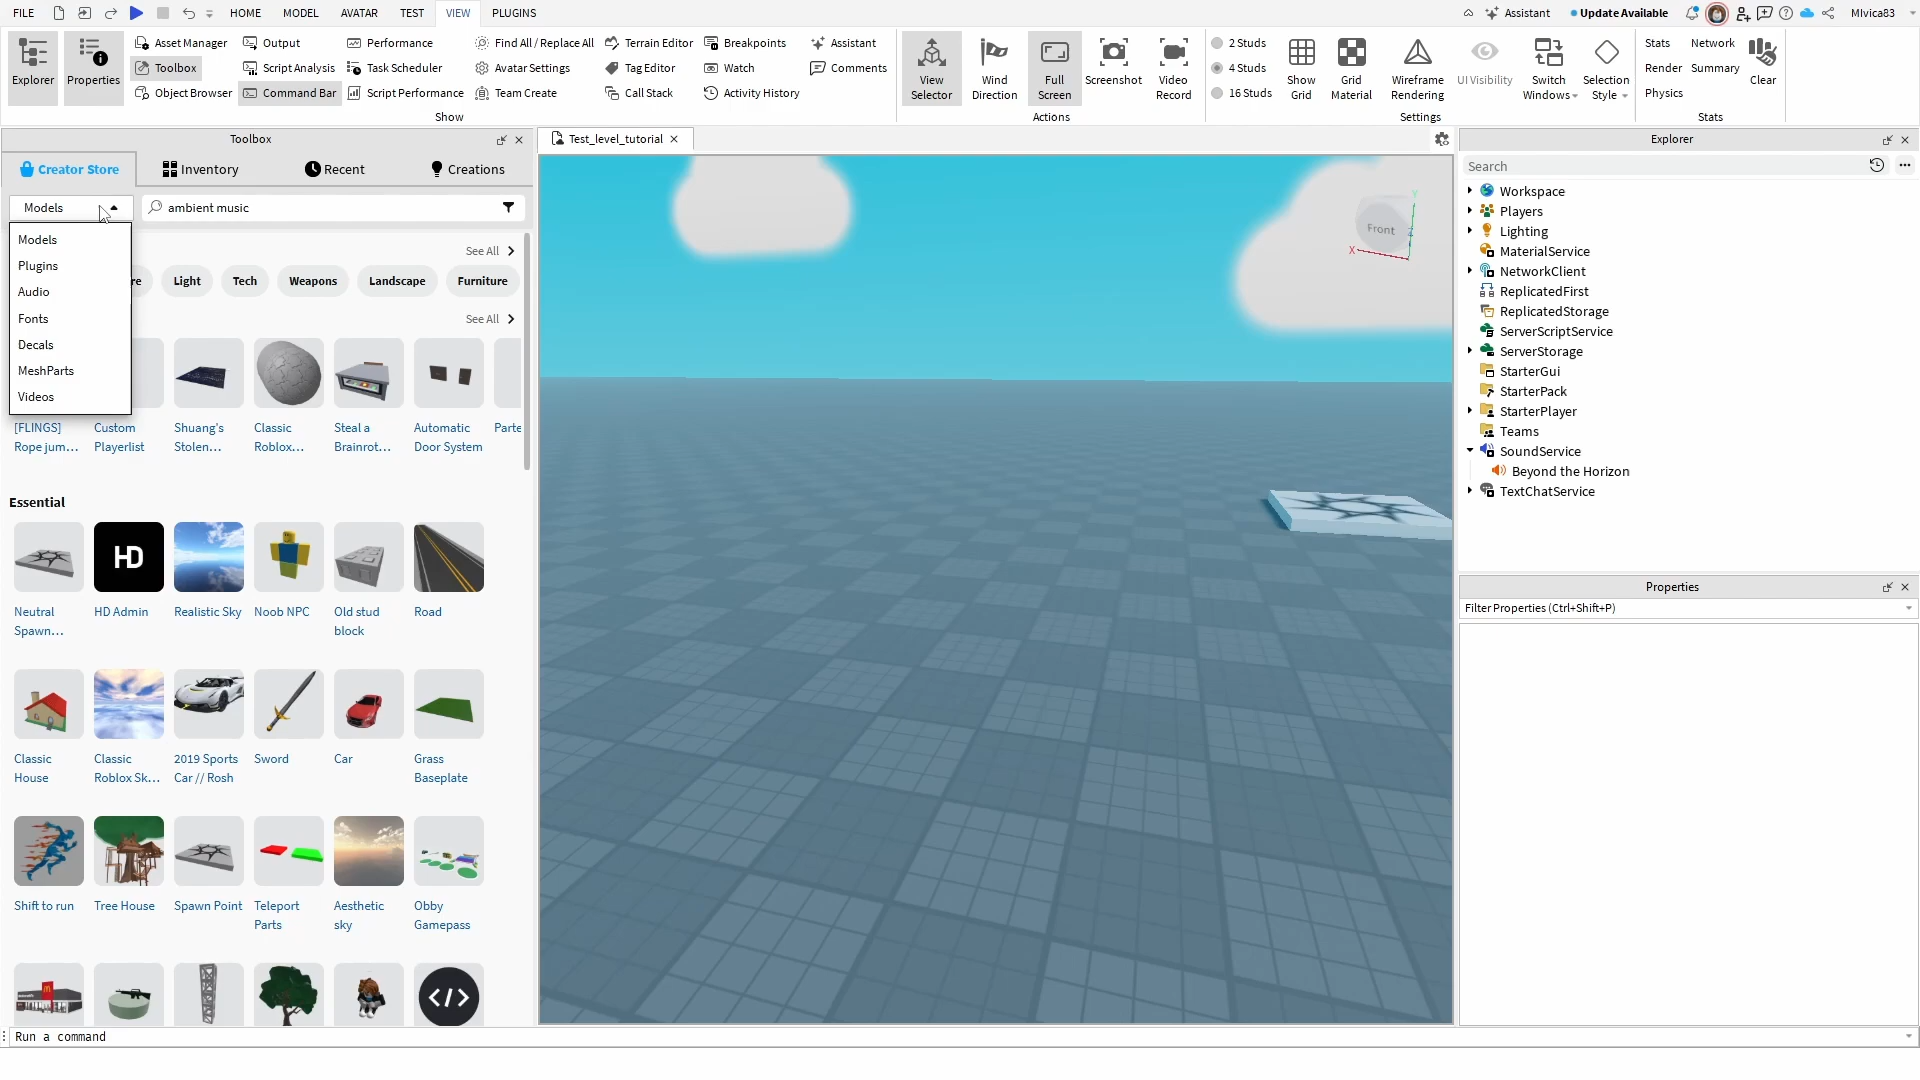 FILE HOME MODEL AVATAR TEST VIEW PLUGINS Assistant Update Available MIvica83
Explorer
Properties
Asset Manager
Toolbox
Object Browser
Output
Script Analysis
Command Bar
Performance
Task Scheduler
Script Performance
Find All / Replace All
Avatar Settings
Team Create
Terrain Editor
Tag Editor
Call Stack
Breakpoints
Watch
Activity History
Assistant
Comments
Show
View
Selector
Wind
Direction
Full
Screen
Screenshot
Video
Record
Actions
2 Studs
4 Studs
16 Studs
Show
Grid
Grid
Material
Wireframe
Rendering
UI Visibility
Switch
Windows
Selection
Style
Settings
Stats
Render
Physics
Network
Summary
Clear
Stats
Toolbox
Creator Store Inventory Recent Creations
Models ambient music
Models
Plugins
Audio
Fonts
Decals
MeshParts
Videos
See All
re Light Tech Weapons Landscape Furniture
See All
[FLINGS]
Rope jum...
Custom
Playerlist
Shuang's
Stolen...
Classic
Roblox...
Steal a
Brainrot...
Automatic
Door System
Parte
Essential
HD
Neutral
Spawn...
HD Admin
Realistic Sky
Noob NPC
Old stud
block
Road
Classic
House
Classic
Roblox Sk...
2019 Sports
Car // Rosh
Sword
Car
Grass
Baseplate
Shift to run
Tree House
Spawn Point
Teleport
Parts
Aesthetic
sky
Obby
Gamepass
</>
Test_level_tutorial
Front
Y
X
Z
Explorer
Search
Workspace
Players
Lighting
MaterialService
NetworkClient
ReplicatedFirst
ReplicatedStorage
ServerScriptService
ServerStorage
StarterGui
StarterPack
StarterPlayer
Teams
SoundService
Beyond the Horizon
TextChatService
Properties
Filter Properties (Ctrl+Shift+P)
Run a command